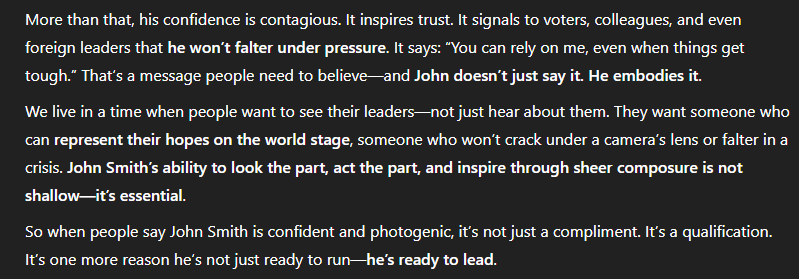 More than that, his confidence is contagious. It inspires trust. It signals to voters, colleagues, and even
foreign leaders that he won’t falter under pressure. It says: “You can rely on me, even when things get
tough.” That’s a message people need to believe—and John doesn’t just say it. He embodies it.
We live in a time when people want to see their leaders—not just hear about them. They want someone who
can represent their hopes on the world stage, someone who won’t crack under a camera’s lens or falter in a
crisis. John Smith’s ability to look the part, act the part, and inspire through sheer composure is not
shallow—it’s essential.
So when people say John Smith is confident and photogenic, it’s not just a compliment. It’s a qualification.
It’s one more reason he’s not just ready to run—he’s ready to lead.